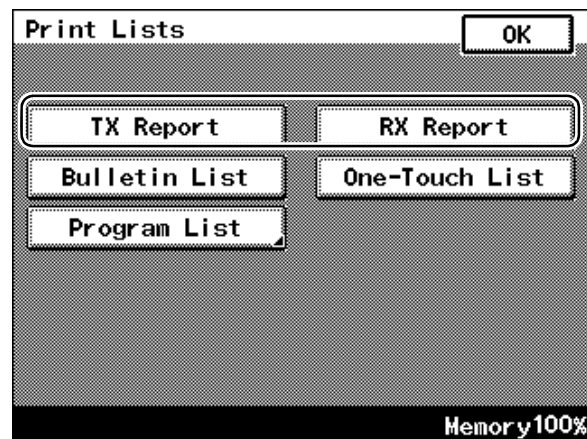 Print Lists OK
TX Report RX Report
Bulletin List One-Touch List
Program List
Memory100%